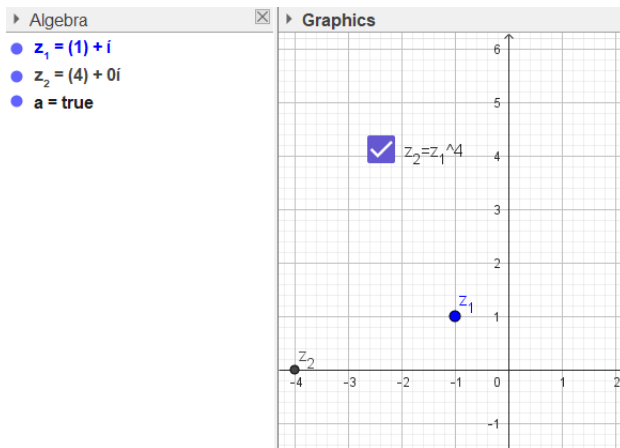 Algebra
Graphics
z₁ = (1) + í
z₂ = (4) + 0í
a = true
6
5
z₂=z₁^4
4
3
2
z₁
1
z₂
-4 -3 -2 -1 0 1 2
-1